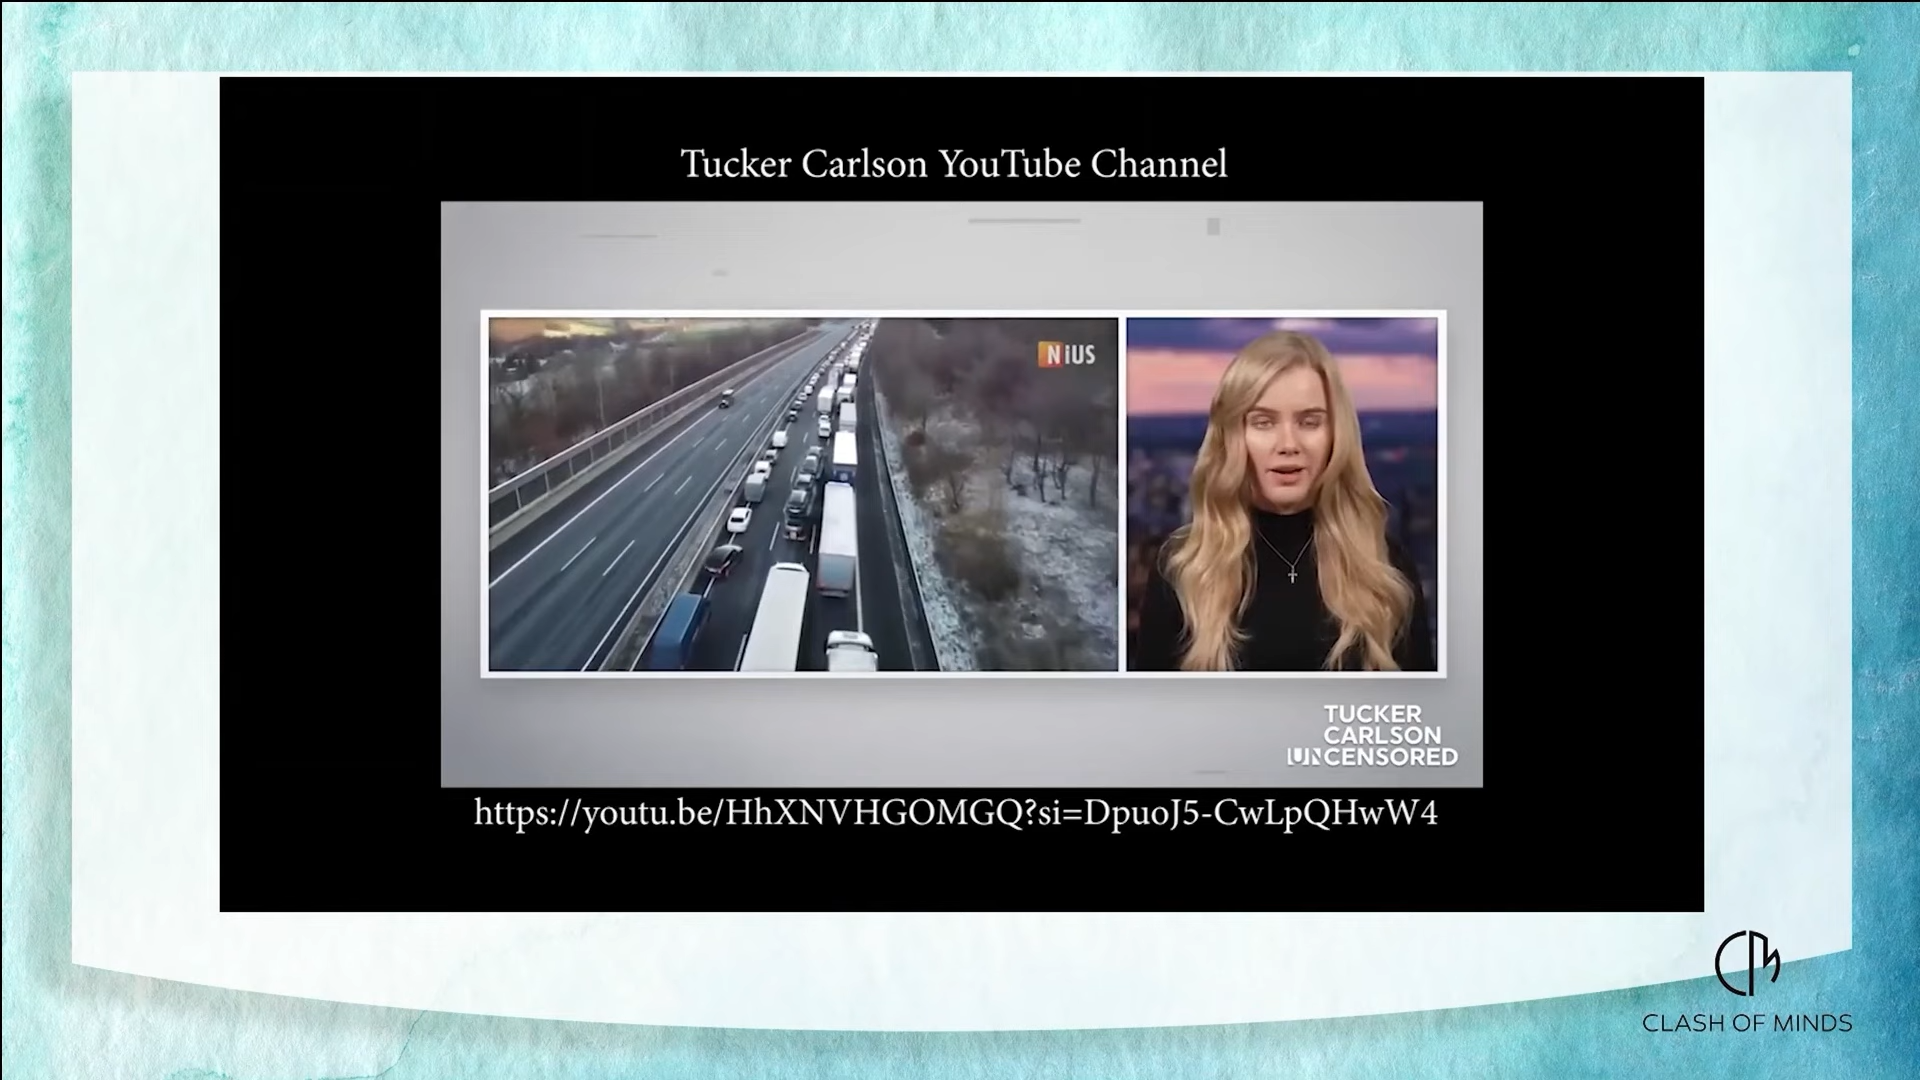 Tucker Carlson YouTube Channel
NiUS
TUCKER
CARLSON
UNCENSORED
https://youtu.be/HhXNVHGOMGQ?si=DpuoJ5-CwLpQHwW4
CLASH OF MINDS